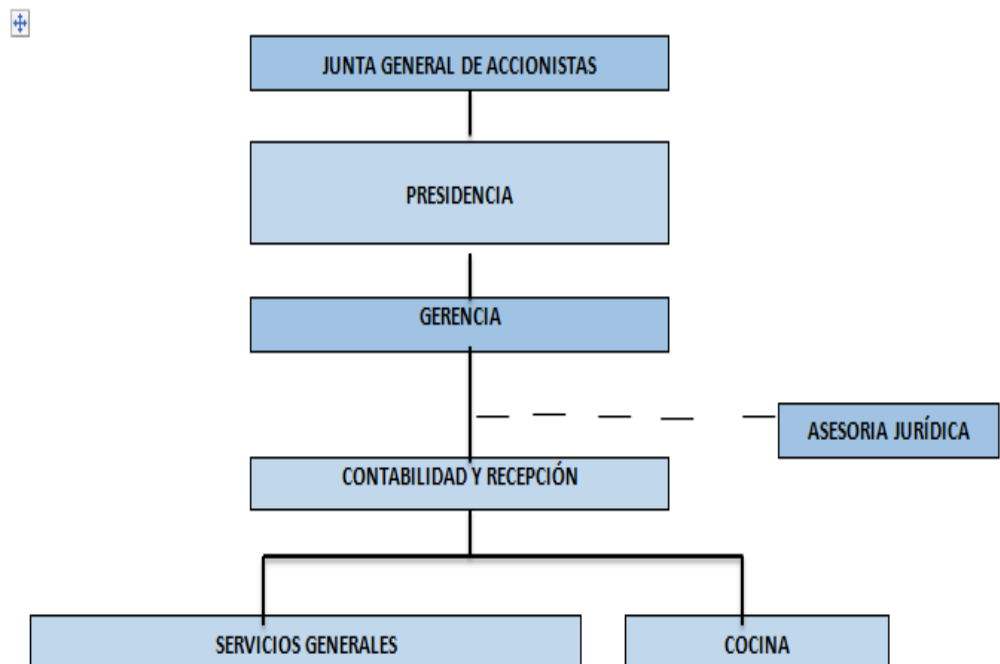 JUNTA GENERAL DE ACCIONISTAS
PRESIDENCIA
GERENCIA
ASESORIA JURÍDICA
CONTABILIDAD Y RECEPCIÓN
SERVICIOS GENERALES
COCINA